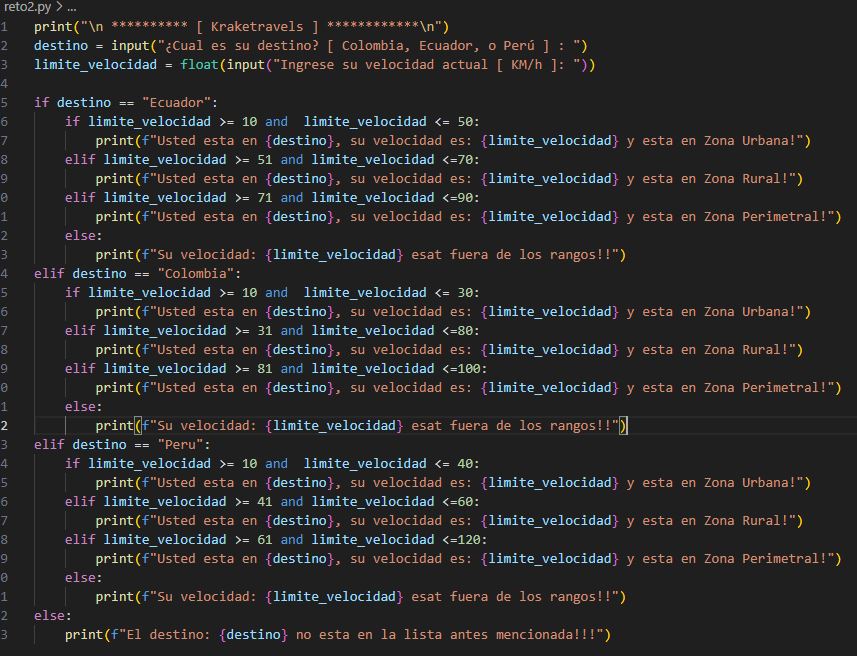 reto2.py > ...
1 print("\n ********** [ Kraketravels ] ************\n")
2 destino = input("¿Cual es su destino? [ Colombia, Ecuador, o Perú ] : ")
3 limite_velocidad = float(input("Ingrese su velocidad actual [ KM/h ]: "))
4
5 if destino == "Ecuador":
6     if limite_velocidad >= 10 and  limite_velocidad <= 50:
7         print(f"Usted esta en {destino}, su velocidad es: {limite_velocidad} y esta en Zona Urbana!")
8     elif limite_velocidad >= 51 and limite_velocidad <=70:
9         print(f"Usted esta en {destino}, su velocidad es: {limite_velocidad} y esta en Zona Rural!")
0     elif limite_velocidad >= 71 and limite_velocidad <=90:
1         print(f"Usted esta en {destino}, su velocidad es: {limite_velocidad} y esta en Zona Perimetral!")
2     else:
3         print(f"Su velocidad: {limite_velocidad} esat fuera de los rangos!!")
4 elif destino == "Colombia":
5     if limite_velocidad >= 10 and  limite_velocidad <= 30:
6         print(f"Usted esta en {destino}, su velocidad es: {limite_velocidad} y esta en Zona Urbana!")
7     elif limite_velocidad >= 31 and limite_velocidad <=80:
8         print(f"Usted esta en {destino}, su velocidad es: {limite_velocidad} y esta en Zona Rural!")
9     elif limite_velocidad >= 81 and limite_velocidad <=100:
0         print(f"Usted esta en {destino}, su velocidad es: {limite_velocidad} y esta en Zona Perimetral!")
1     else:
2         print(f"Su velocidad: {limite_velocidad} esat fuera de los rangos!!")
3 elif destino == "Peru":
4     if limite_velocidad >= 10 and  limite_velocidad <= 40:
5         print(f"Usted esta en {destino}, su velocidad es: {limite_velocidad} y esta en Zona Urbana!")
6     elif limite_velocidad >= 41 and limite_velocidad <=60:
7         print(f"Usted esta en {destino}, su velocidad es: {limite_velocidad} y esta en Zona Rural!")
8     elif limite_velocidad >= 61 and limite_velocidad <=120:
9         print(f"Usted esta en {destino}, su velocidad es: {limite_velocidad} y esta en Zona Perimetral!")
0     else:
1         print(f"Su velocidad: {limite_velocidad} esat fuera de los rangos!!")
2 else:
3     print(f"El destino: {destino} no esta en la lista antes mencionada!!!")